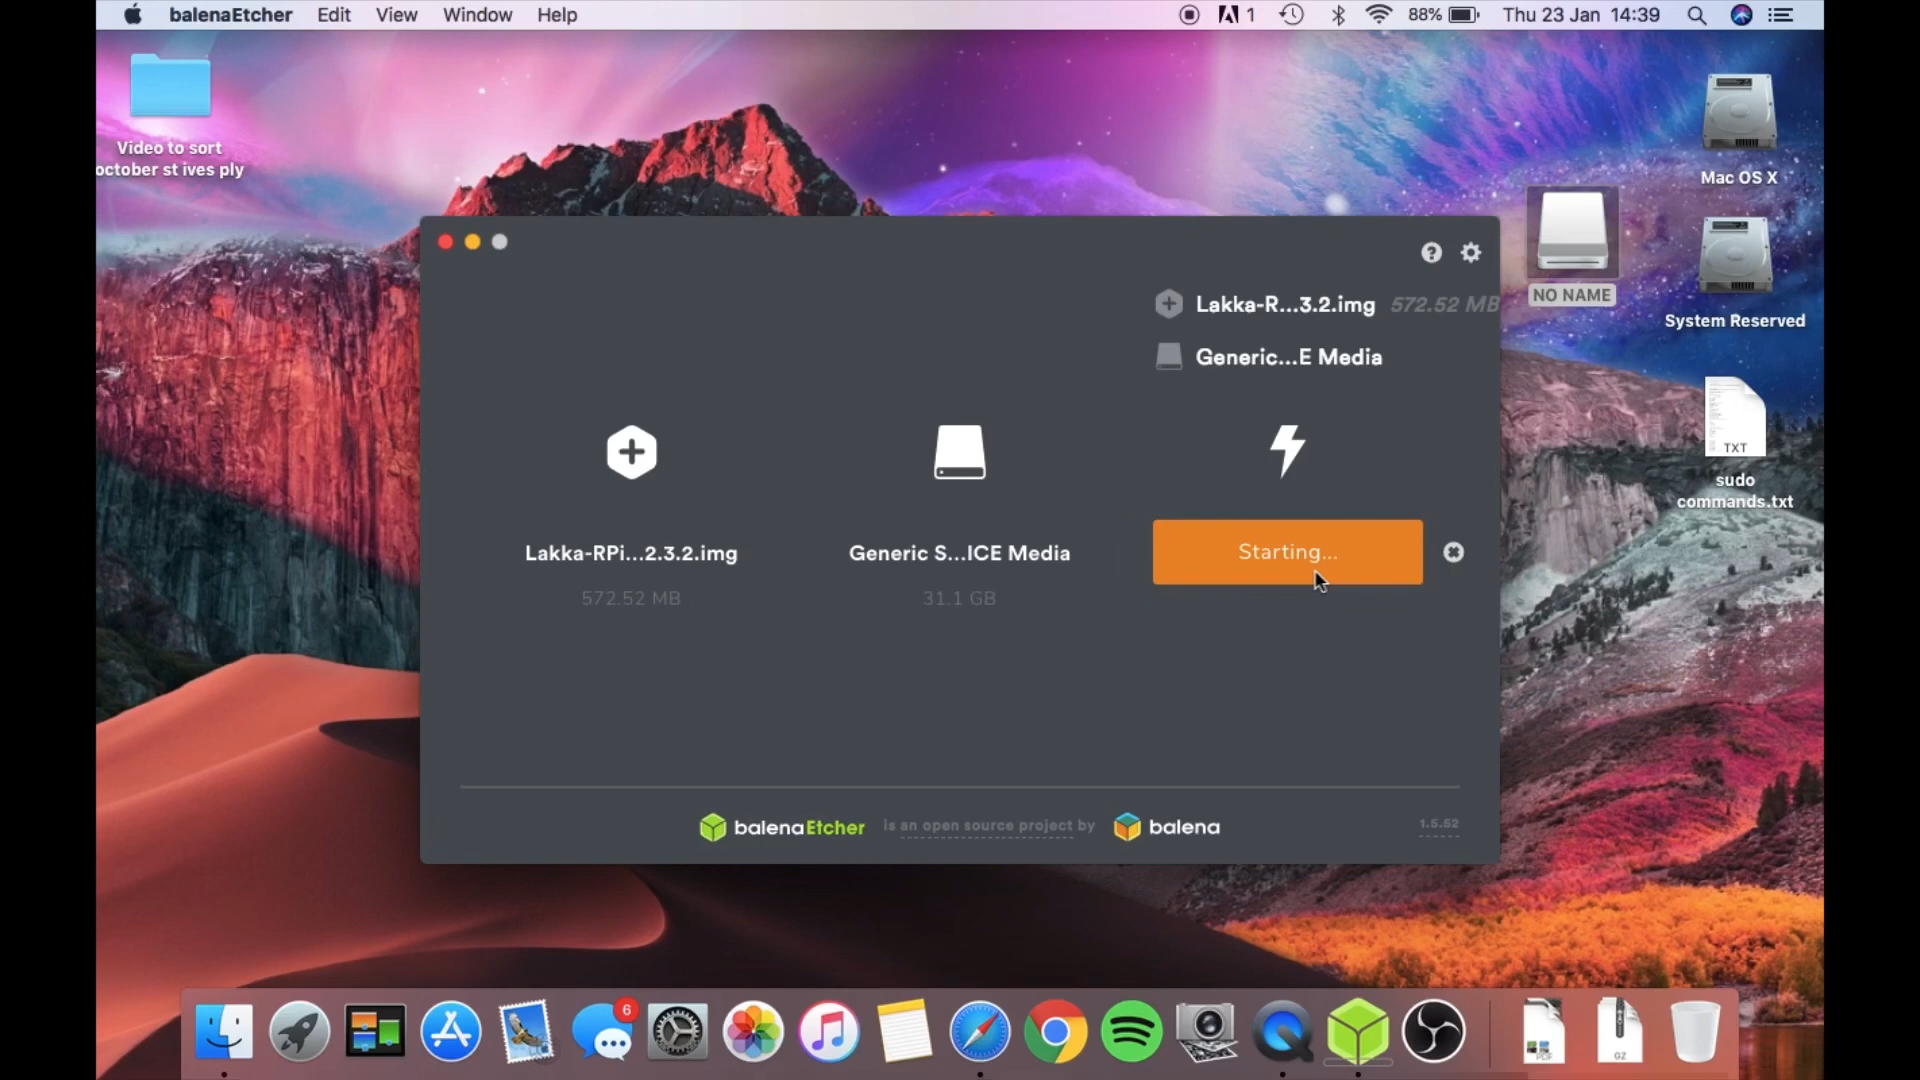 balenaEtcher Edit View Window Help 1 88% Thu 23 Jan 14:39
Video to sort
october st ives ply
Mac OS X
NO NAME
System Reserved
TXT
sudo
commands.txt
Lakka-R...3.2.img 572.52 MB
Generic...E Media
Lakka-RPi...2.3.2.img
572.52 MB
Generic S...ICE Media
31.1 GB
Starting...
balenaEtcher is an open source project by balena
1.5.52
6
PDF
GZ